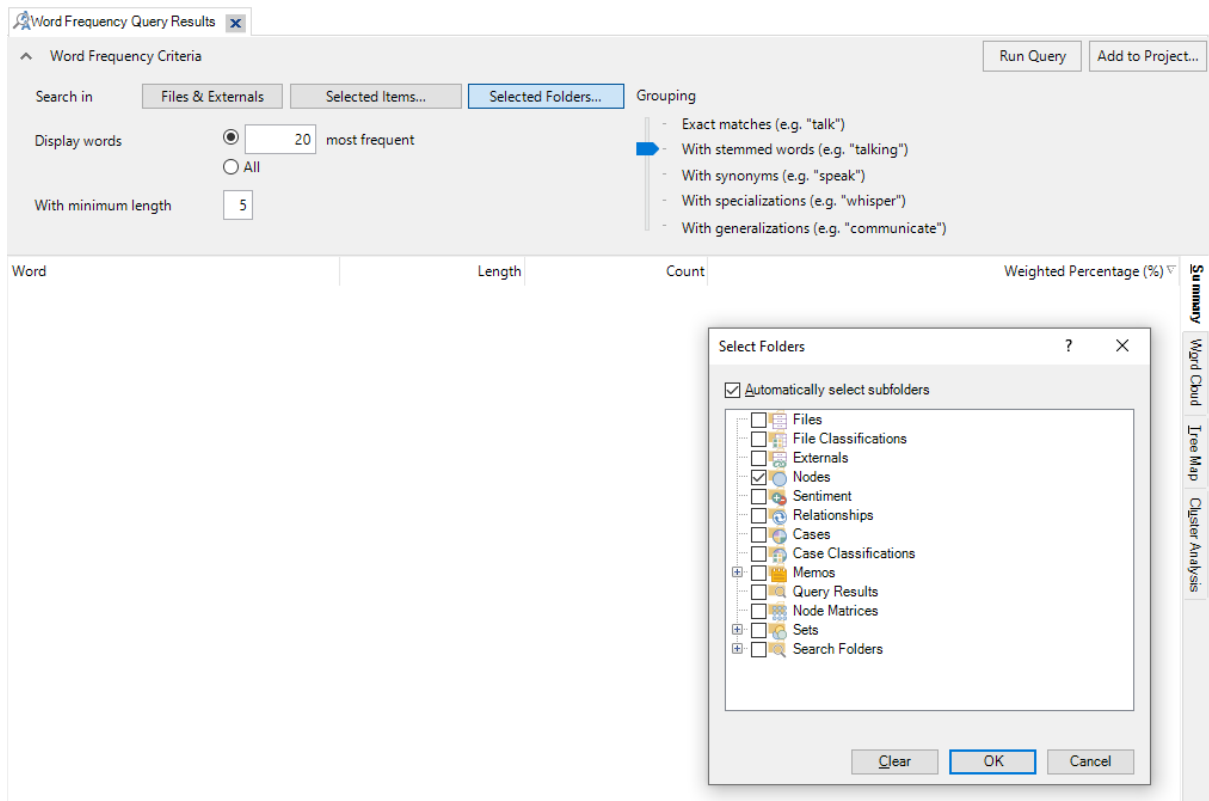 Word Frequency Query Results x
Word Frequency Criteria
Run Query
Add to Project...
Search in
Files & Externals
Selected Items...
Selected Folders...
Grouping
Display words
20
most frequent
All
With minimum length
5
Exact matches (e.g. "talk")
With stemmed words (e.g. "talking")
With synonyms (e.g. "speak")
With specializations (e.g. "whisper")
With generalizations (e.g. "communicate")
Word
Length
Count
Weighted Percentage (%)
Summary
Word Cloud
Tree Map
Cluster Analysis
Select Folders
?
Automatically select subfolders
Files
File Classifications
Externals
Nodes
Sentiment
Relationships
Cases
Case Classifications
Memos
Query Results
Node Matrices
Sets
Search Folders
Clear
OK
Cancel